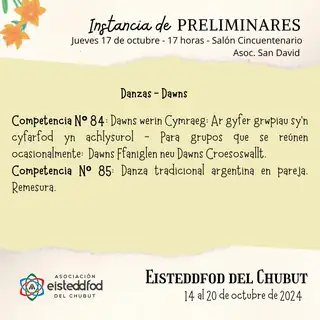 Instancia de PRELIMINARES
Jueves 17 de octubre - 17 horas - Salón Cincuentenario
Asoc. San David
Danzas - Dawns
Competencia Nº 84: Dawns werin Cymraeg: Ar gyfer grwpiau sy'n
cyfarfod yn achlysurol - Para grupos que se reúnen
ocasionalmente: Dawns Ffaniglen neu Dawns Croesoswallt.
Competencia Nº 85: Danza tradicional argentina en pareja.
Remesura.
ASOCIACIÓN
eisteddfod
DEL CHUBUT
EISTEDDFOD DEL CHUBUT
14 al 20 de octubre de 2024